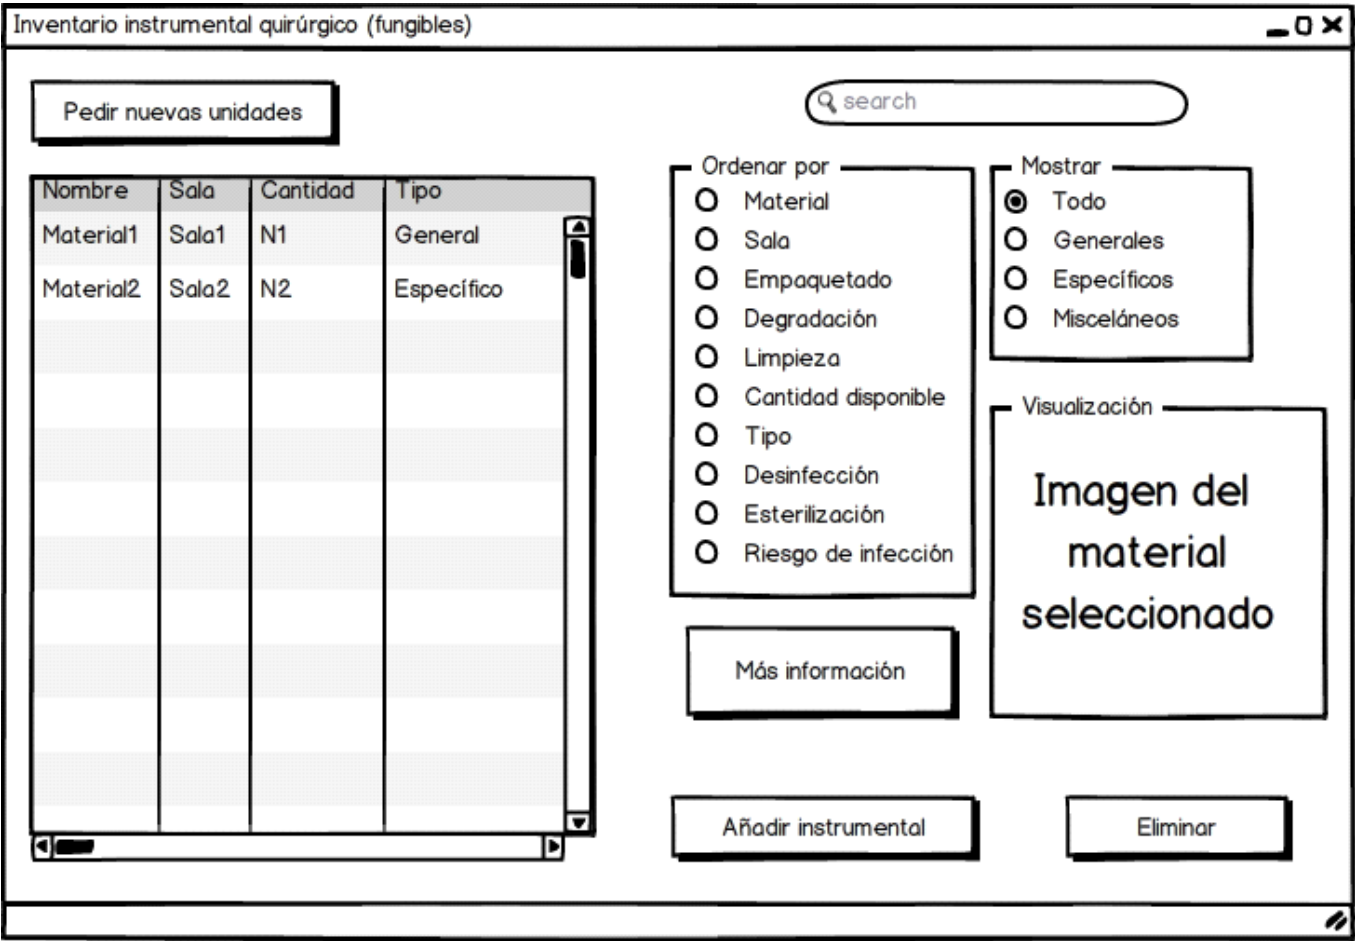 Inventario instrumental quirúrgico (fungibles)
Pedir nuevas unidades
search
Nombre Sala Cantidad Tipo
Material1 Sala1 N1 General
Material2 Sala2 N2 Específico
Ordenar por
Material
Sala
Empaquetado
Degradación
Limpieza
Cantidad disponible
Tipo
Desinfección
Esterilización
Riesgo de infección
Mostrar
Todo
Generales
Específicos
Misceláneos
Visualización
Imagen del
material
seleccionado
Más información
Añadir instrumental
Eliminar